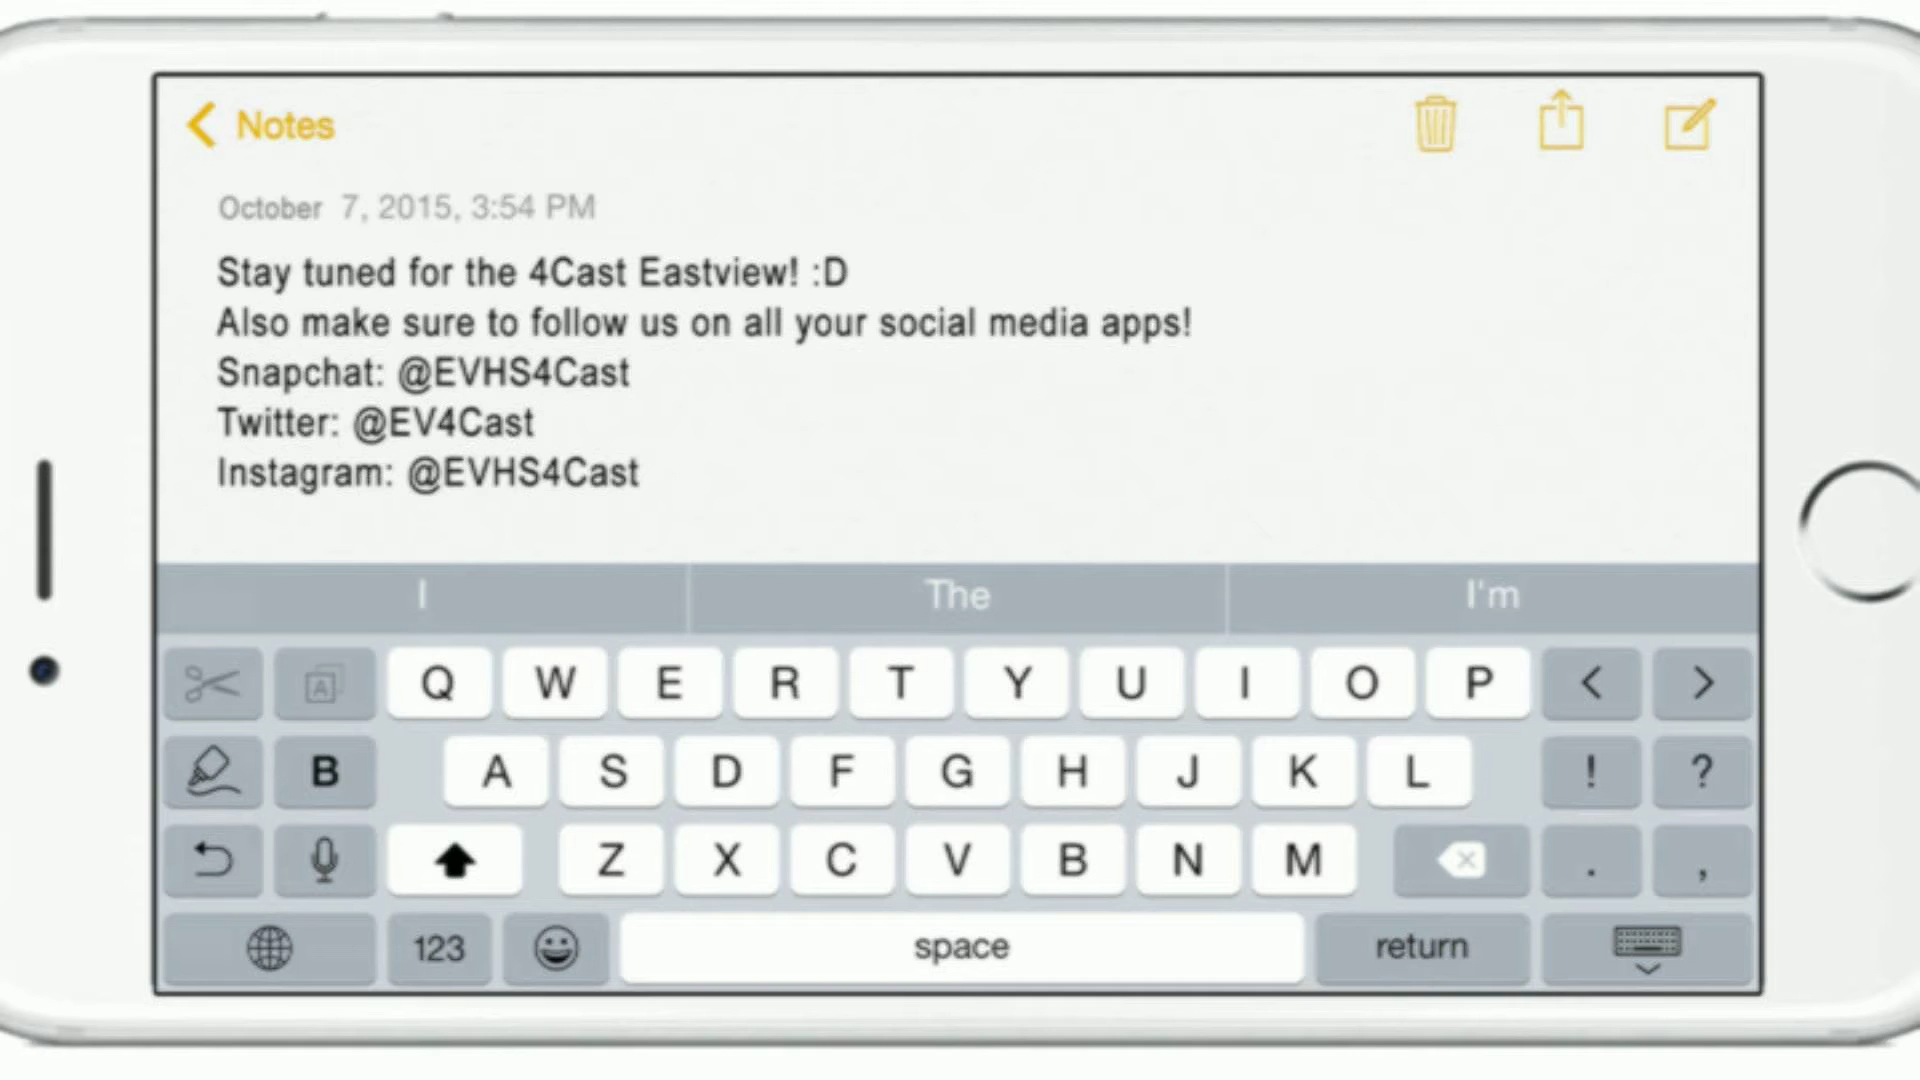 Notes
October 7, 2015, 3:54 PM
Stay tuned for the 4Cast Eastview! :D
Also make sure to follow us on all your social media apps!
Snapchat: @EVHS4Cast
Twitter: @EV4Cast
Instagram: @EVHS4Cast
I The I'm
A Q W E R T Y U I O P < >
B A S D F G H J K L ! ?
Z X C V B N M . ,
123 space return